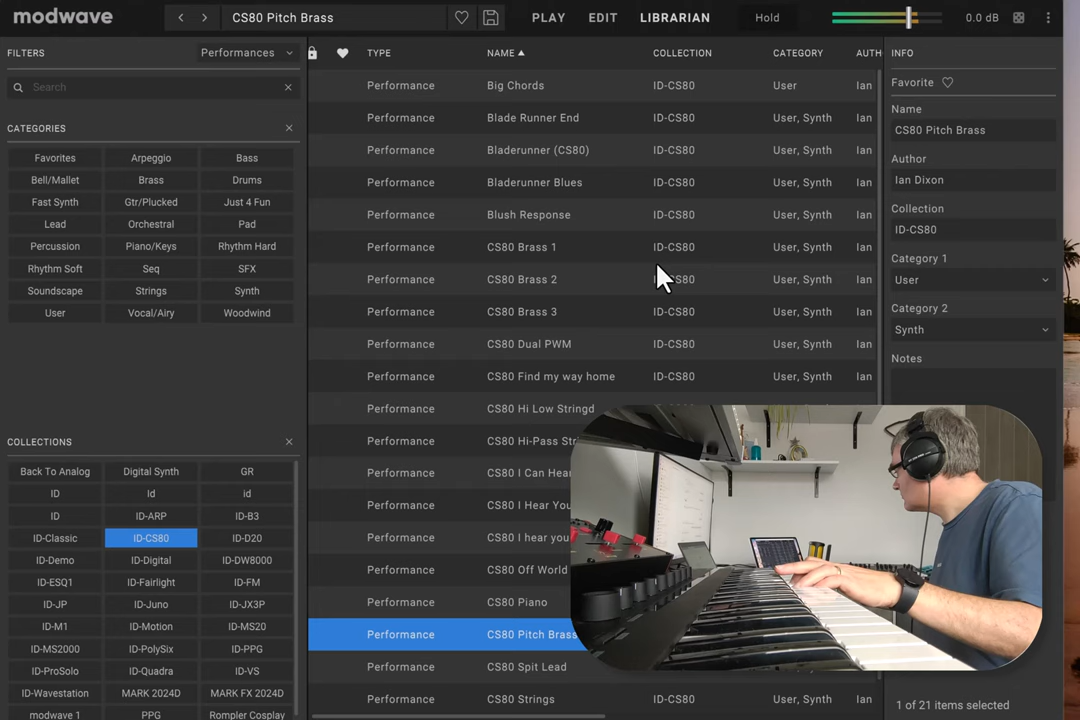 modwave
CS80 Pitch Brass
PLAY EDIT LIBRARIAN Hold 0.0 dB
FILTERS Performances
Search
CATEGORIES
Favorites Arpeggio Bass
Bell/Mallet Brass Drums
Fast Synth Gtr/Plucked Just 4 Fun
Lead Orchestral Pad
Percussion Piano/Keys Rhythm Hard
Rhythm Soft Seq SFX
Soundscape Strings Synth
User Vocal/Airy Woodwind
COLLECTIONS
Back To Analog Digital Synth GR
ID Id id
ID ID-ARP ID-B3
ID-Classic ID-CS80 ID-D20
ID-Demo ID-Digital ID-DW8000
ID-ESQ1 ID-Fairlight ID-FM
ID-JP ID-Juno ID-JX3P
ID-M1 ID-Motion ID-MS20
ID-MS2000 ID-PolySix ID-PPG
ID-ProSolo ID-Quadra ID-VS
ID-Wavestation MARK 2024D MARK FX 2024D
modwave 1 PPG Rompler Cosplay
TYPE NAME COLLECTION CATEGORY AUTH
Performance Big Chords ID-CS80 User Ian
Performance Blade Runner End ID-CS80 User, Synth Ian
Performance Bladerunner (CS80) ID-CS80 User, Synth Ian
Performance Bladerunner Blues ID-CS80 User, Synth Ian
Performance Blush Response ID-CS80 User, Synth Ian
Performance CS80 Brass 1 ID-CS80 User, Synth Ian
Performance CS80 Brass 2 ID-CS80 User, Synth Ian
Performance CS80 Brass 3 ID-CS80 User, Synth Ian
Performance CS80 Dual PWM ID-CS80 User, Synth Ian
Performance CS80 Find my way home ID-CS80 User, Synth Ian
Performance CS80 Hi Low Stringd
Performance CS80 Hi-Pass Stri
Performance CS80 I Can Hea
Performance CS80 I Hear You
Performance CS80 I hear you
Performance CS80 Off World
Performance CS80 Piano
Performance CS80 Pitch Brass
Performance CS80 Spit Lead
Performance CS80 Strings ID-CS80 User, Synth Ian
INFO
Favorite
Name
CS80 Pitch Brass
Author
Ian Dixon
Collection
ID-CS80
Category 1
User
Category 2
Synth
Notes
1 of 21 items selected